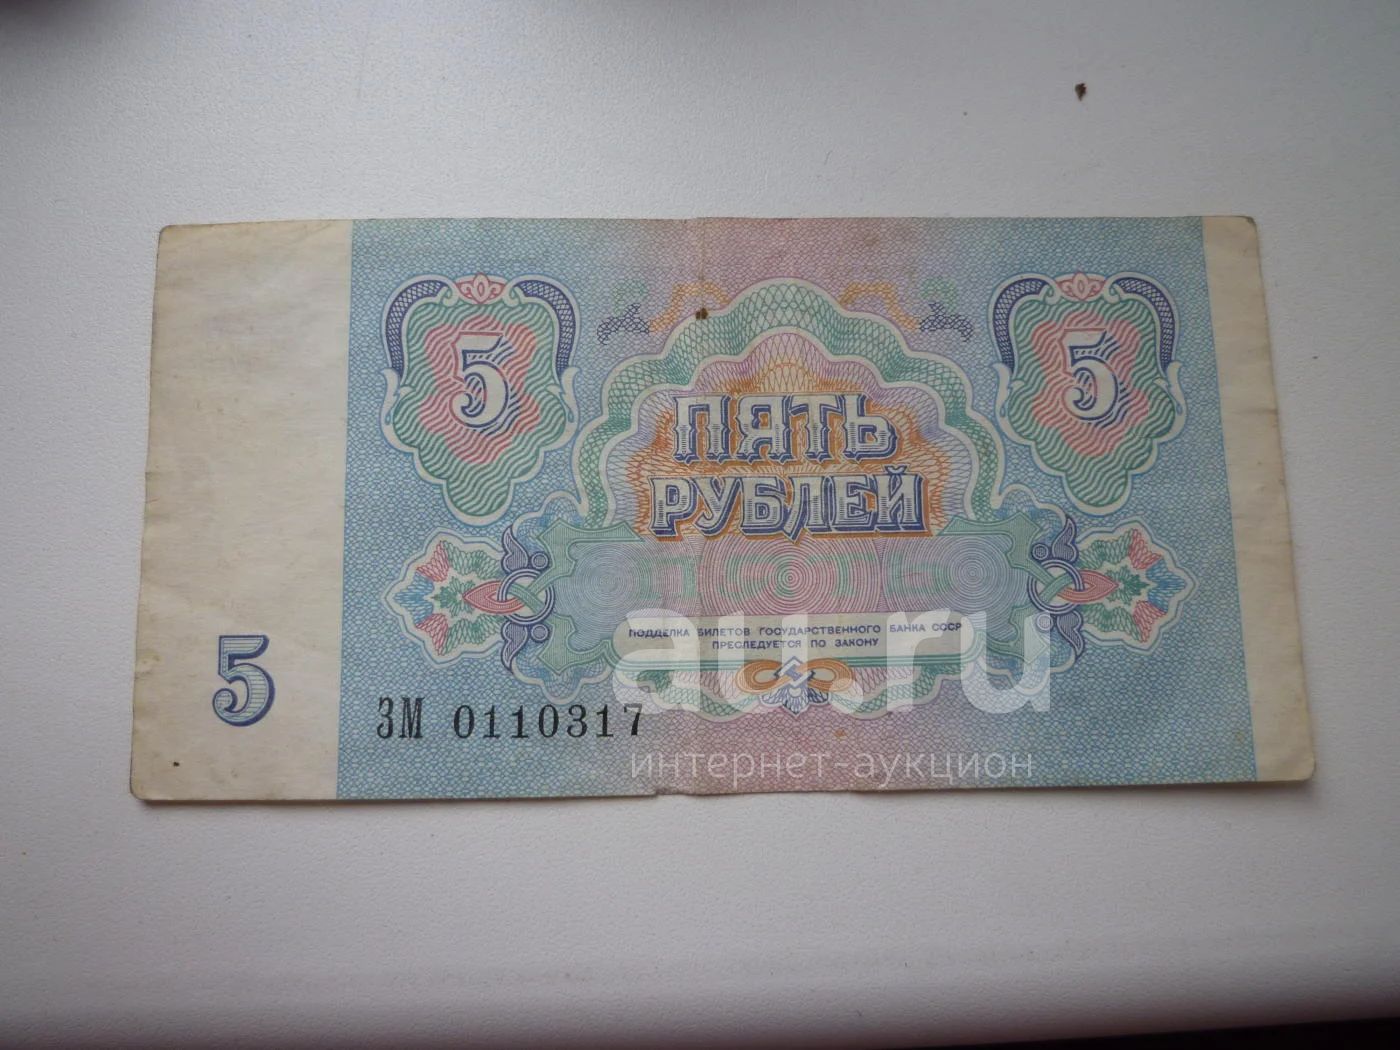 5 5
ПЯТЬ
РУБЛЕЙ
ПОДДЕЛКА БИЛЕТОВ ГОСУДАРСТВЕННОГО БАНКА СССР
ПРЕСЛЕДУЕТСЯ ПО ЗАКОНУ
5
ЗМ 0110317
au.ru
интернет-аукцион